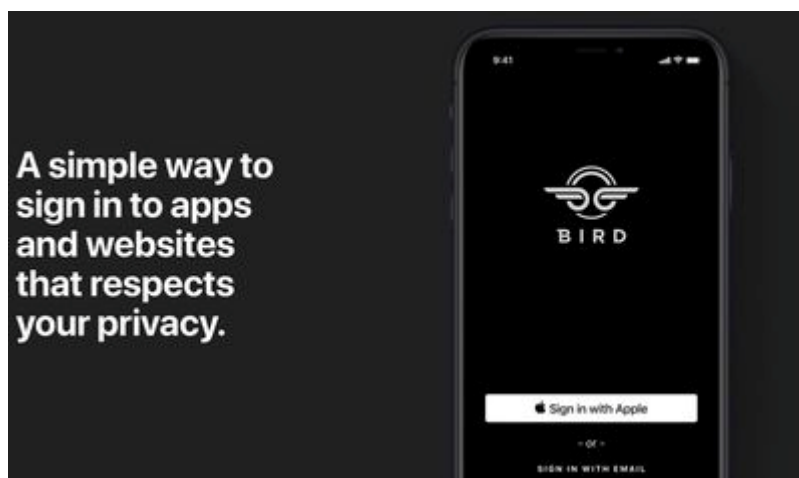 A simple way to
sign in to apps
and websites
that respects
your privacy.
9:41
BIRD
Sign in with Apple
- or -
SIGN IN WITH EMAIL